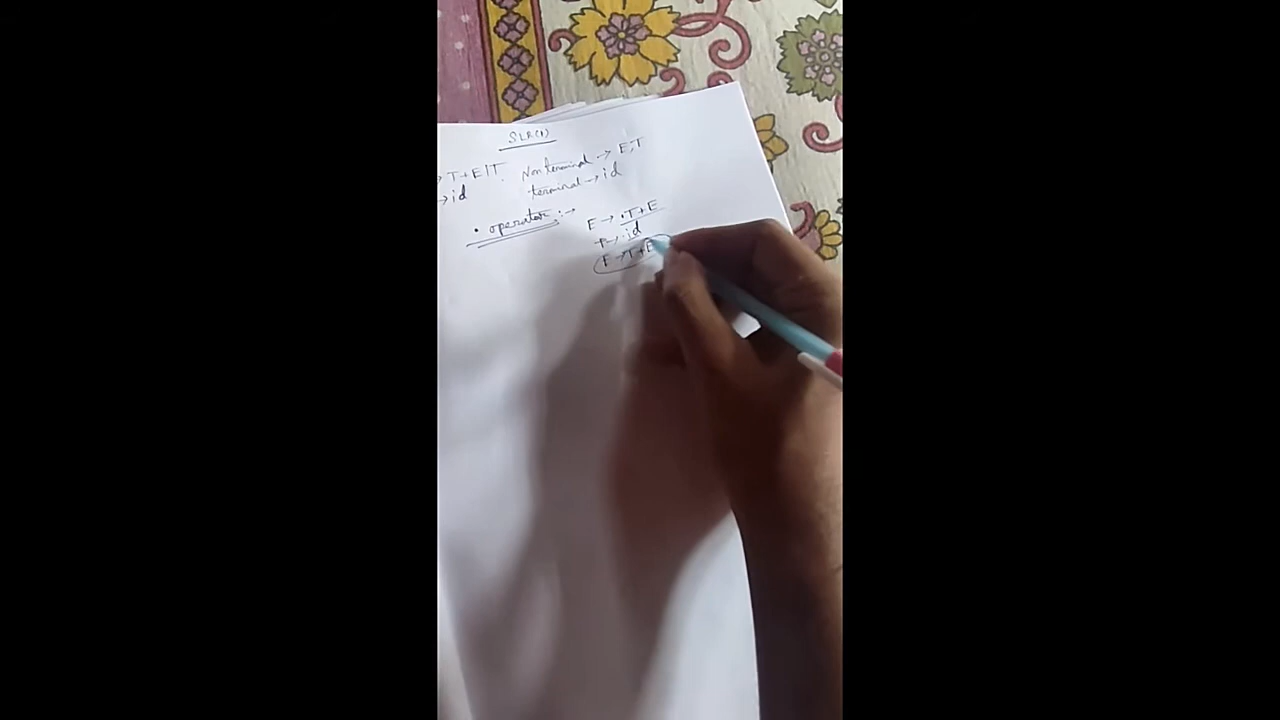 SLR(1)
→ T+E|T. Non terminal → E,T
→ id terminal → id
• operator :→ E → .T+E
T → .id
E → T+E